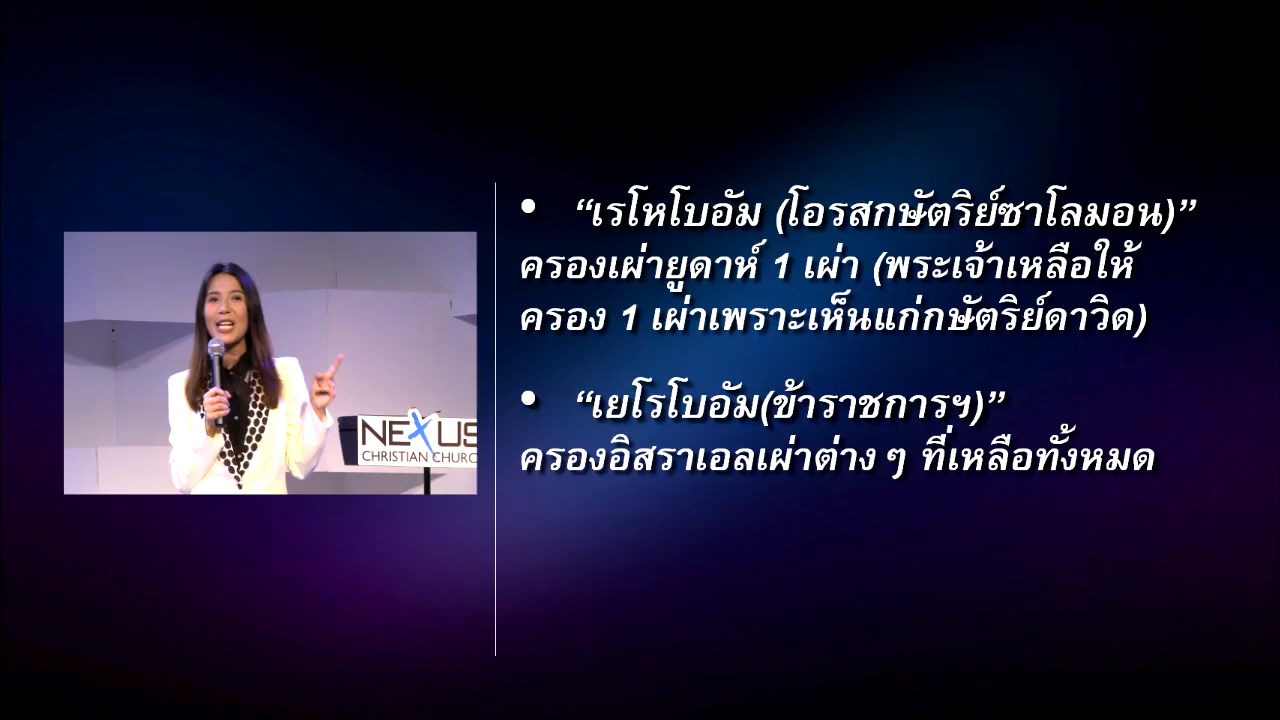 NEXUS
CHRISTIAN CHURC
• “เรโหโบอัม (โอรสกษัตริย์ซาโลมอน)”
ครองเผ่ายูดาห์ 1 เผ่า (พระเจ้าเหลือให้
ครอง 1 เผ่าเพราะเห็นแก่กษัตริย์ดาวิด)
• “เยโรโบอัม(ข้าราชการฯ)”
ครองอิสราเอลเผ่าต่าง ๆ ที่เหลือทั้งหมด